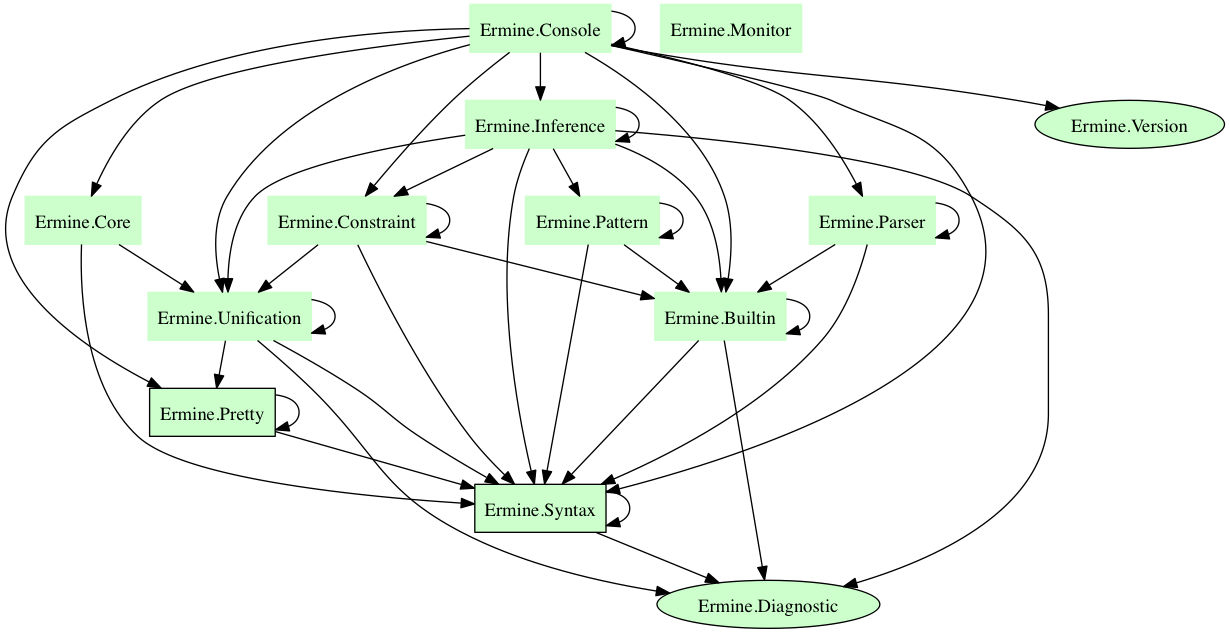 Ermine.Console
Ermine.Monitor
Ermine.Inference
Ermine.Version
Ermine.Core
Ermine.Constraint
Ermine.Pattern
Ermine.Parser
Ermine.Unification
Ermine.Builtin
Ermine.Pretty
Ermine.Syntax
Ermine.Diagnostic